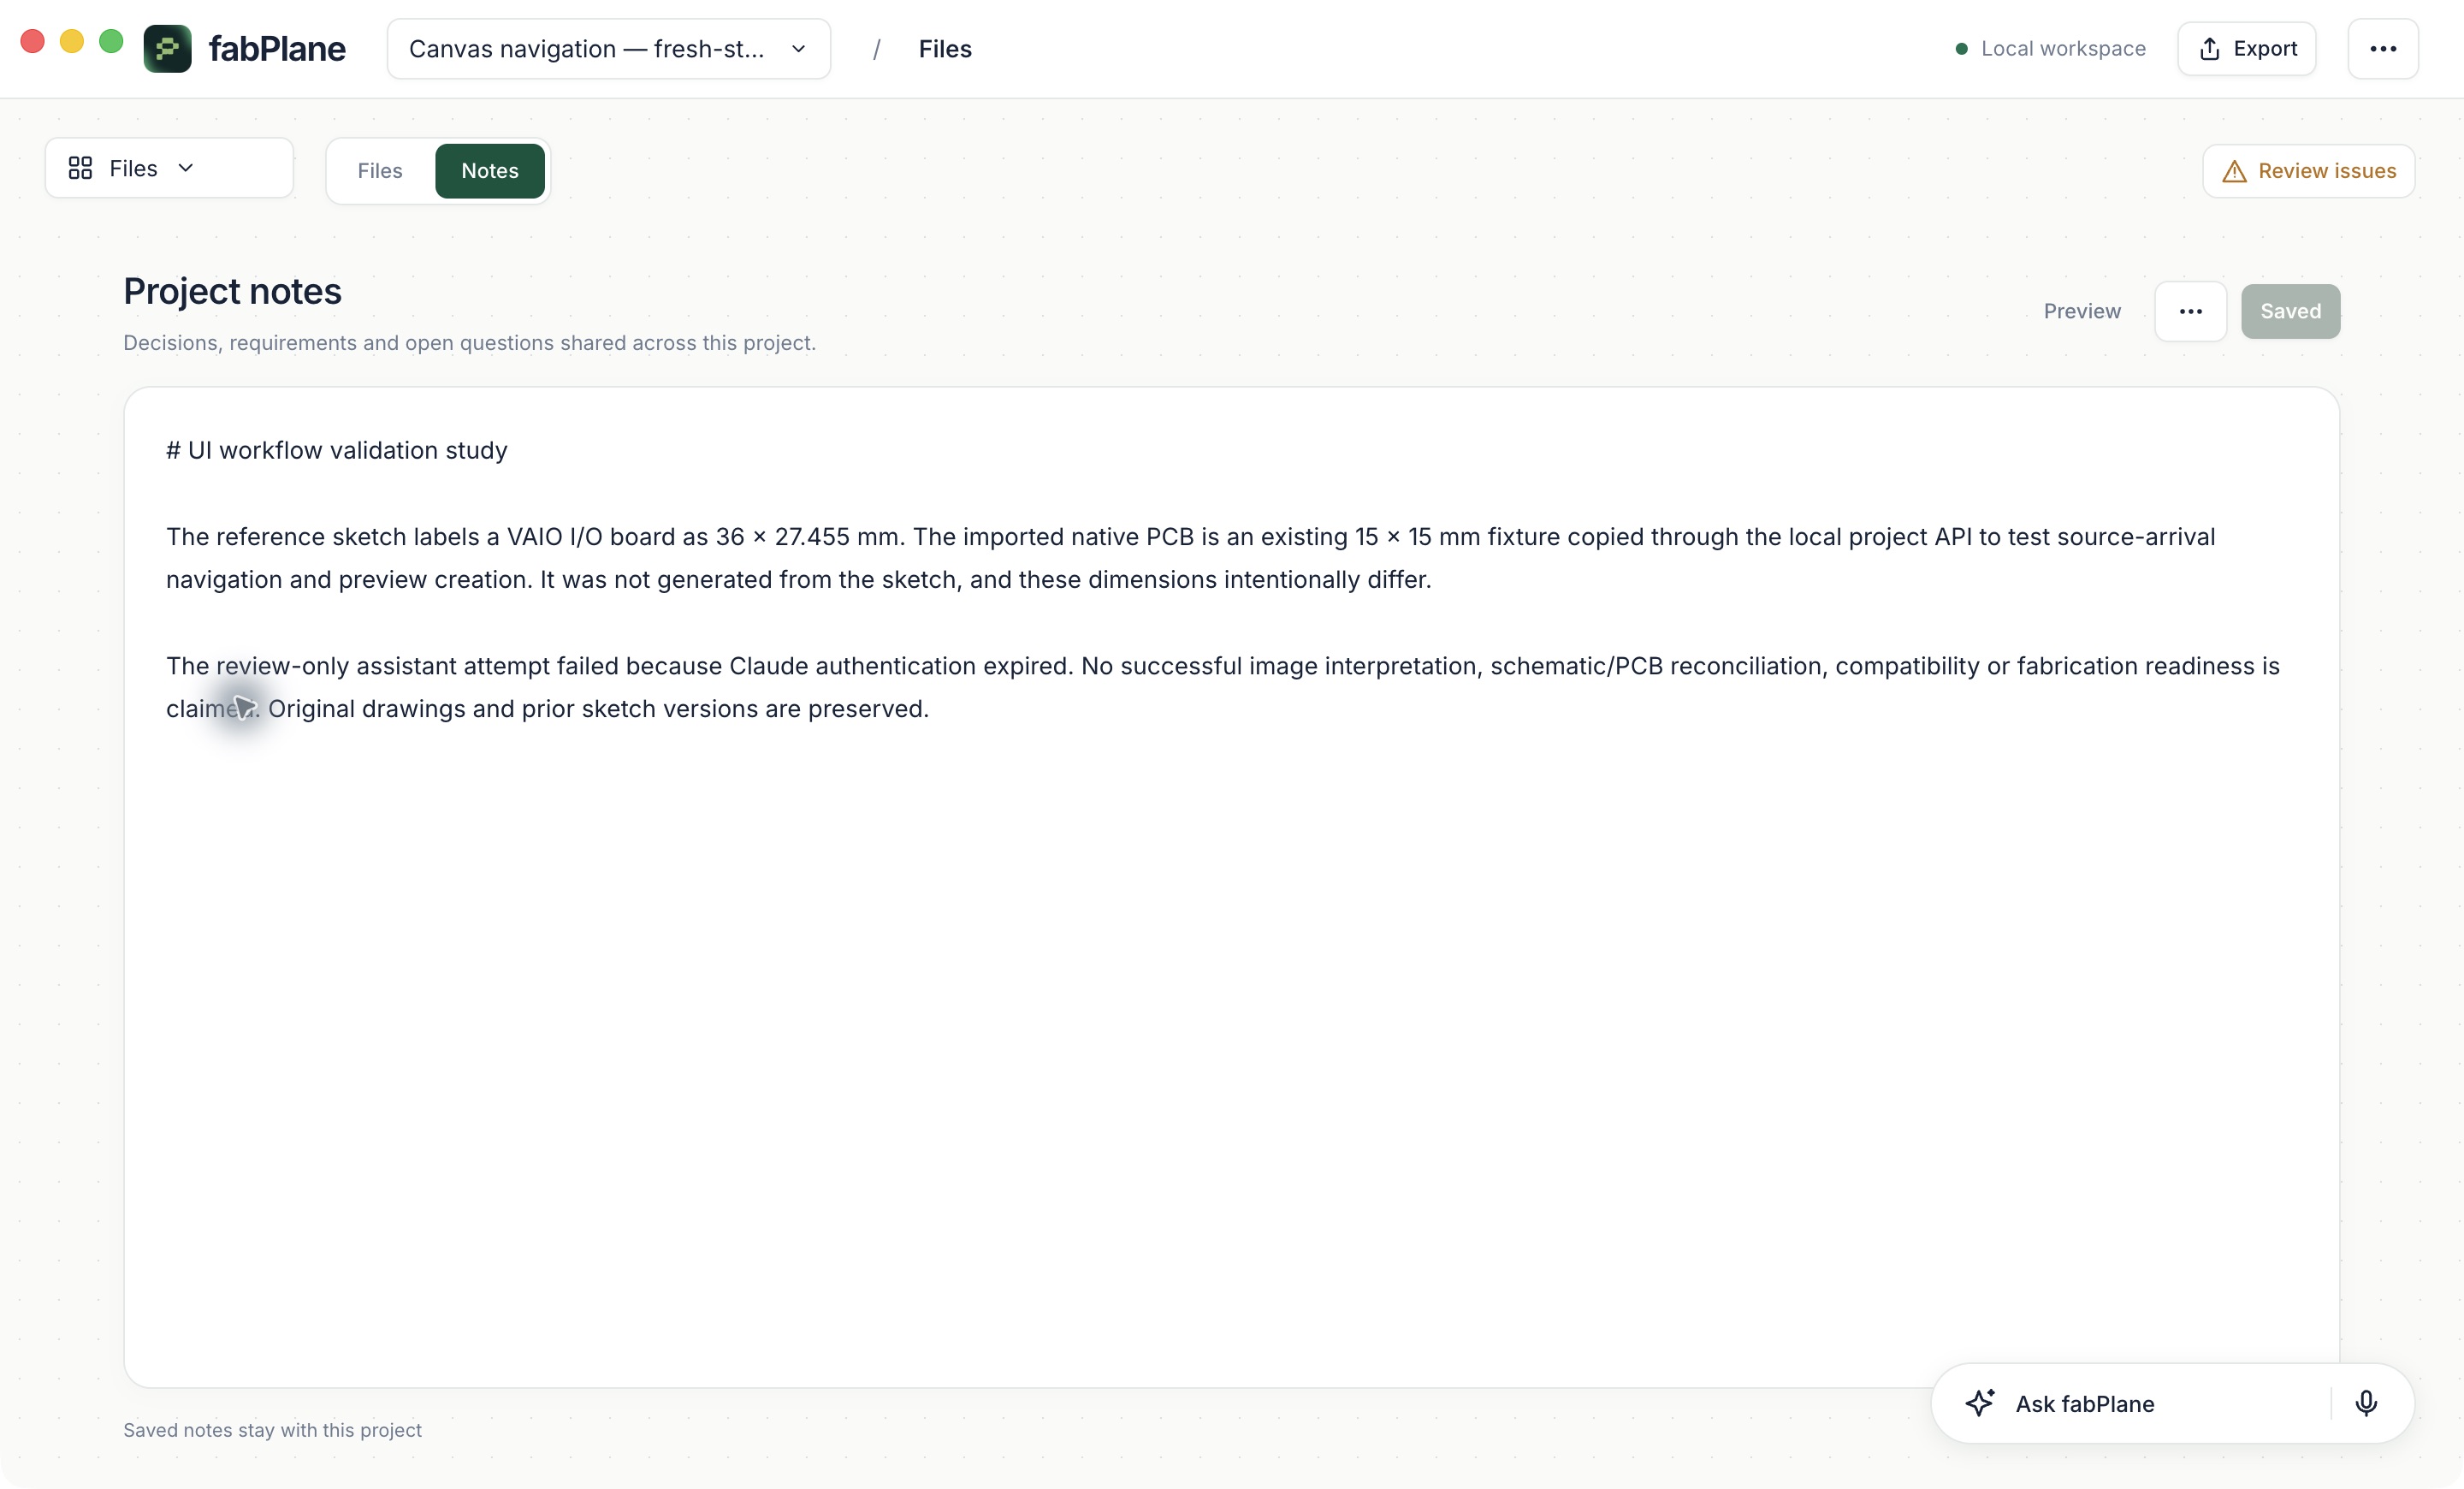 fabPlane
Canvas navigation — fresh-st...
/ Files
Local workspace
Export
Files
Files
Notes
Review issues
Project notes
Decisions, requirements and open questions shared across this project.
Preview
Saved
# UI workflow validation study
The reference sketch labels a VAIO I/O board as 36 × 27.455 mm. The imported native PCB is an existing 15 × 15 mm fixture copied through the local project API to test source-arrival
navigation and preview creation. It was not generated from the sketch, and these dimensions intentionally differ.
The review-only assistant attempt failed because Claude authentication expired. No successful image interpretation, schematic/PCB reconciliation, compatibility or fabrication readiness is
claimed. Original drawings and prior sketch versions are preserved.
Saved notes stay with this project
Ask fabPlane